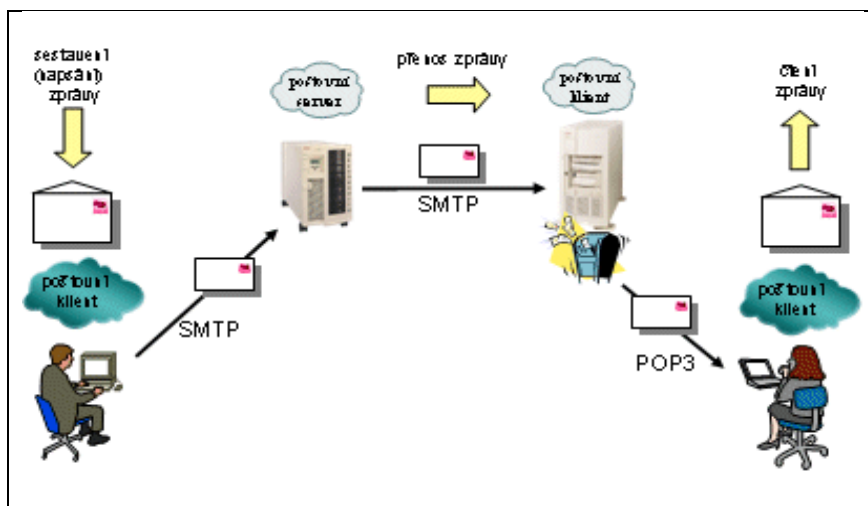 sestavení
(napsání)
zprávy
poštovní
server
přenos zprávy
poštovní
klient
čtení
zprávy
SMTP
poštovní
klient
SMTP
poštovní
klient
POP3